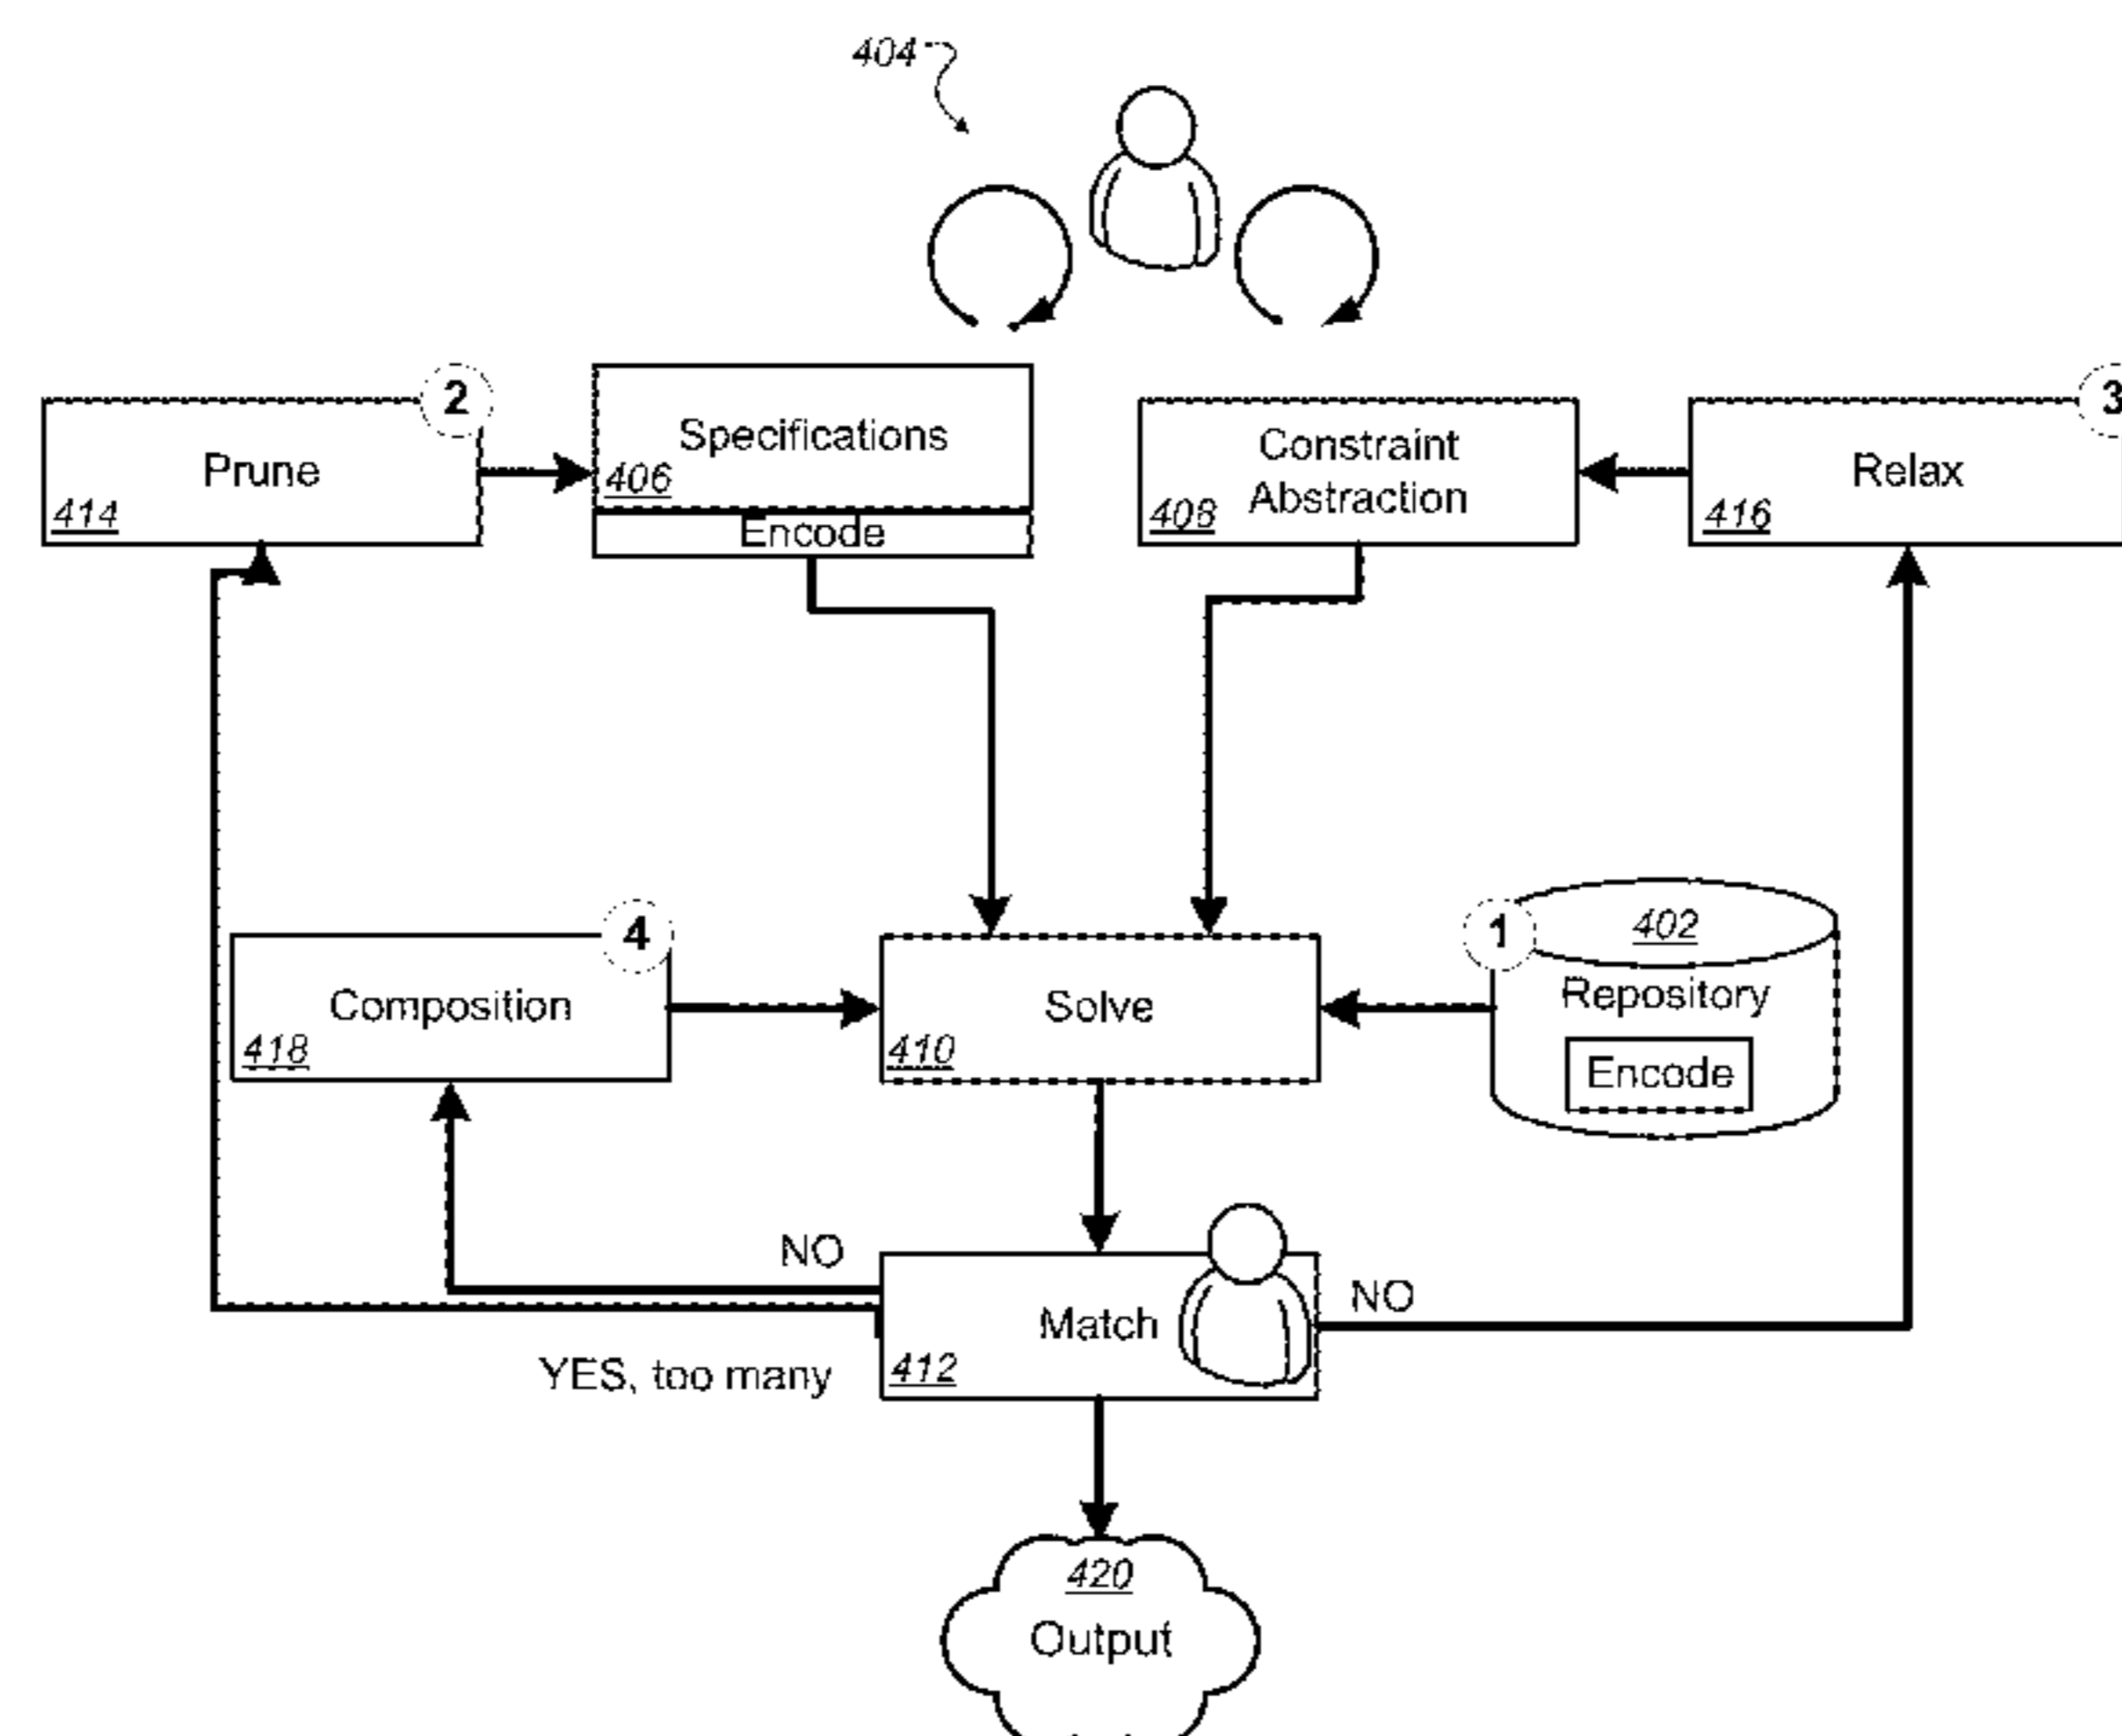 404
2
3
Specifications
Prune
406
414
Encode
Constraint
Abstraction
408
Relax
416
4
1
402
Composition
418
Solve
410
Repository
Encode
NO
NO
Match
412
YES, too many
420
Output